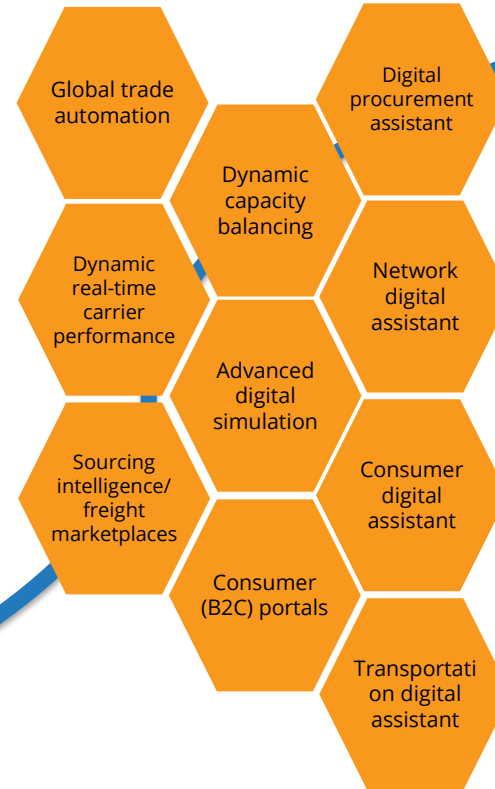 Global trade
automation
Digital
procurement
assistant
Dynamic
capacity
balancing
Dynamic
real-time
carrier
performance
Network
digital
assistant
Advanced
digital
simulation
Sourcing
intelligence/
freight
marketplaces
Consumer
digital
assistant
Consumer
(B2C) portals
Transportati
on digital
assistant